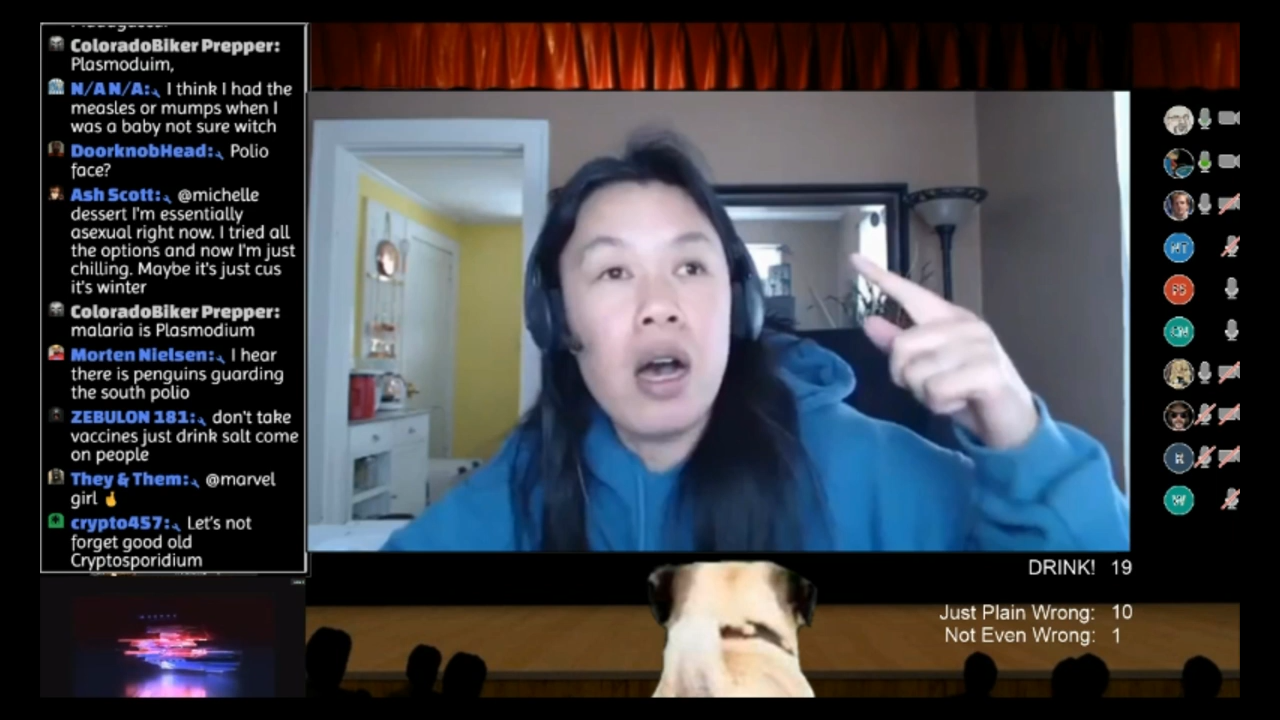 ColoradoBiker Prepper:
Plasmoduim,
N/A N/A: I think I had the
measles or mumps when I
was a baby not sure witch
DoorknobHead: Polio
face?
Ash Scott: @michelle
dessert I'm essentially
asexual right now. I tried all
the options and now I'm just
chilling. Maybe it's just cus
it's winter
ColoradoBiker Prepper:
malaria is Plasmodium
Morten Nielsen: I hear
there is penguins guarding
the south polio
ZEBULON 181: don't take
vaccines just drink salt come
on people
They & Them: @marvel
girl 🤞
crypto457: Let's not
forget good old
Cryptosporidium
DRINK! 19
Just Plain Wrong: 10
Not Even Wrong: 1